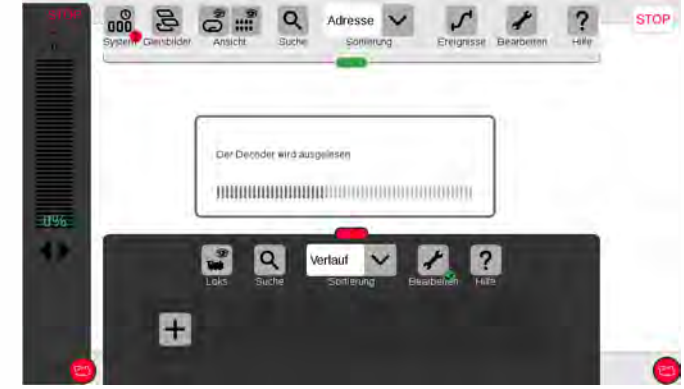 STOP
Adresse
STOP
System Gleisbilder Ansicht Suche Sortierung Ereignisse Bearbeiten Hilfe
Der Decoder wird ausgelesen
0%
Verlauf
Loks Suche Sortierung Bearbeiten Hilfe